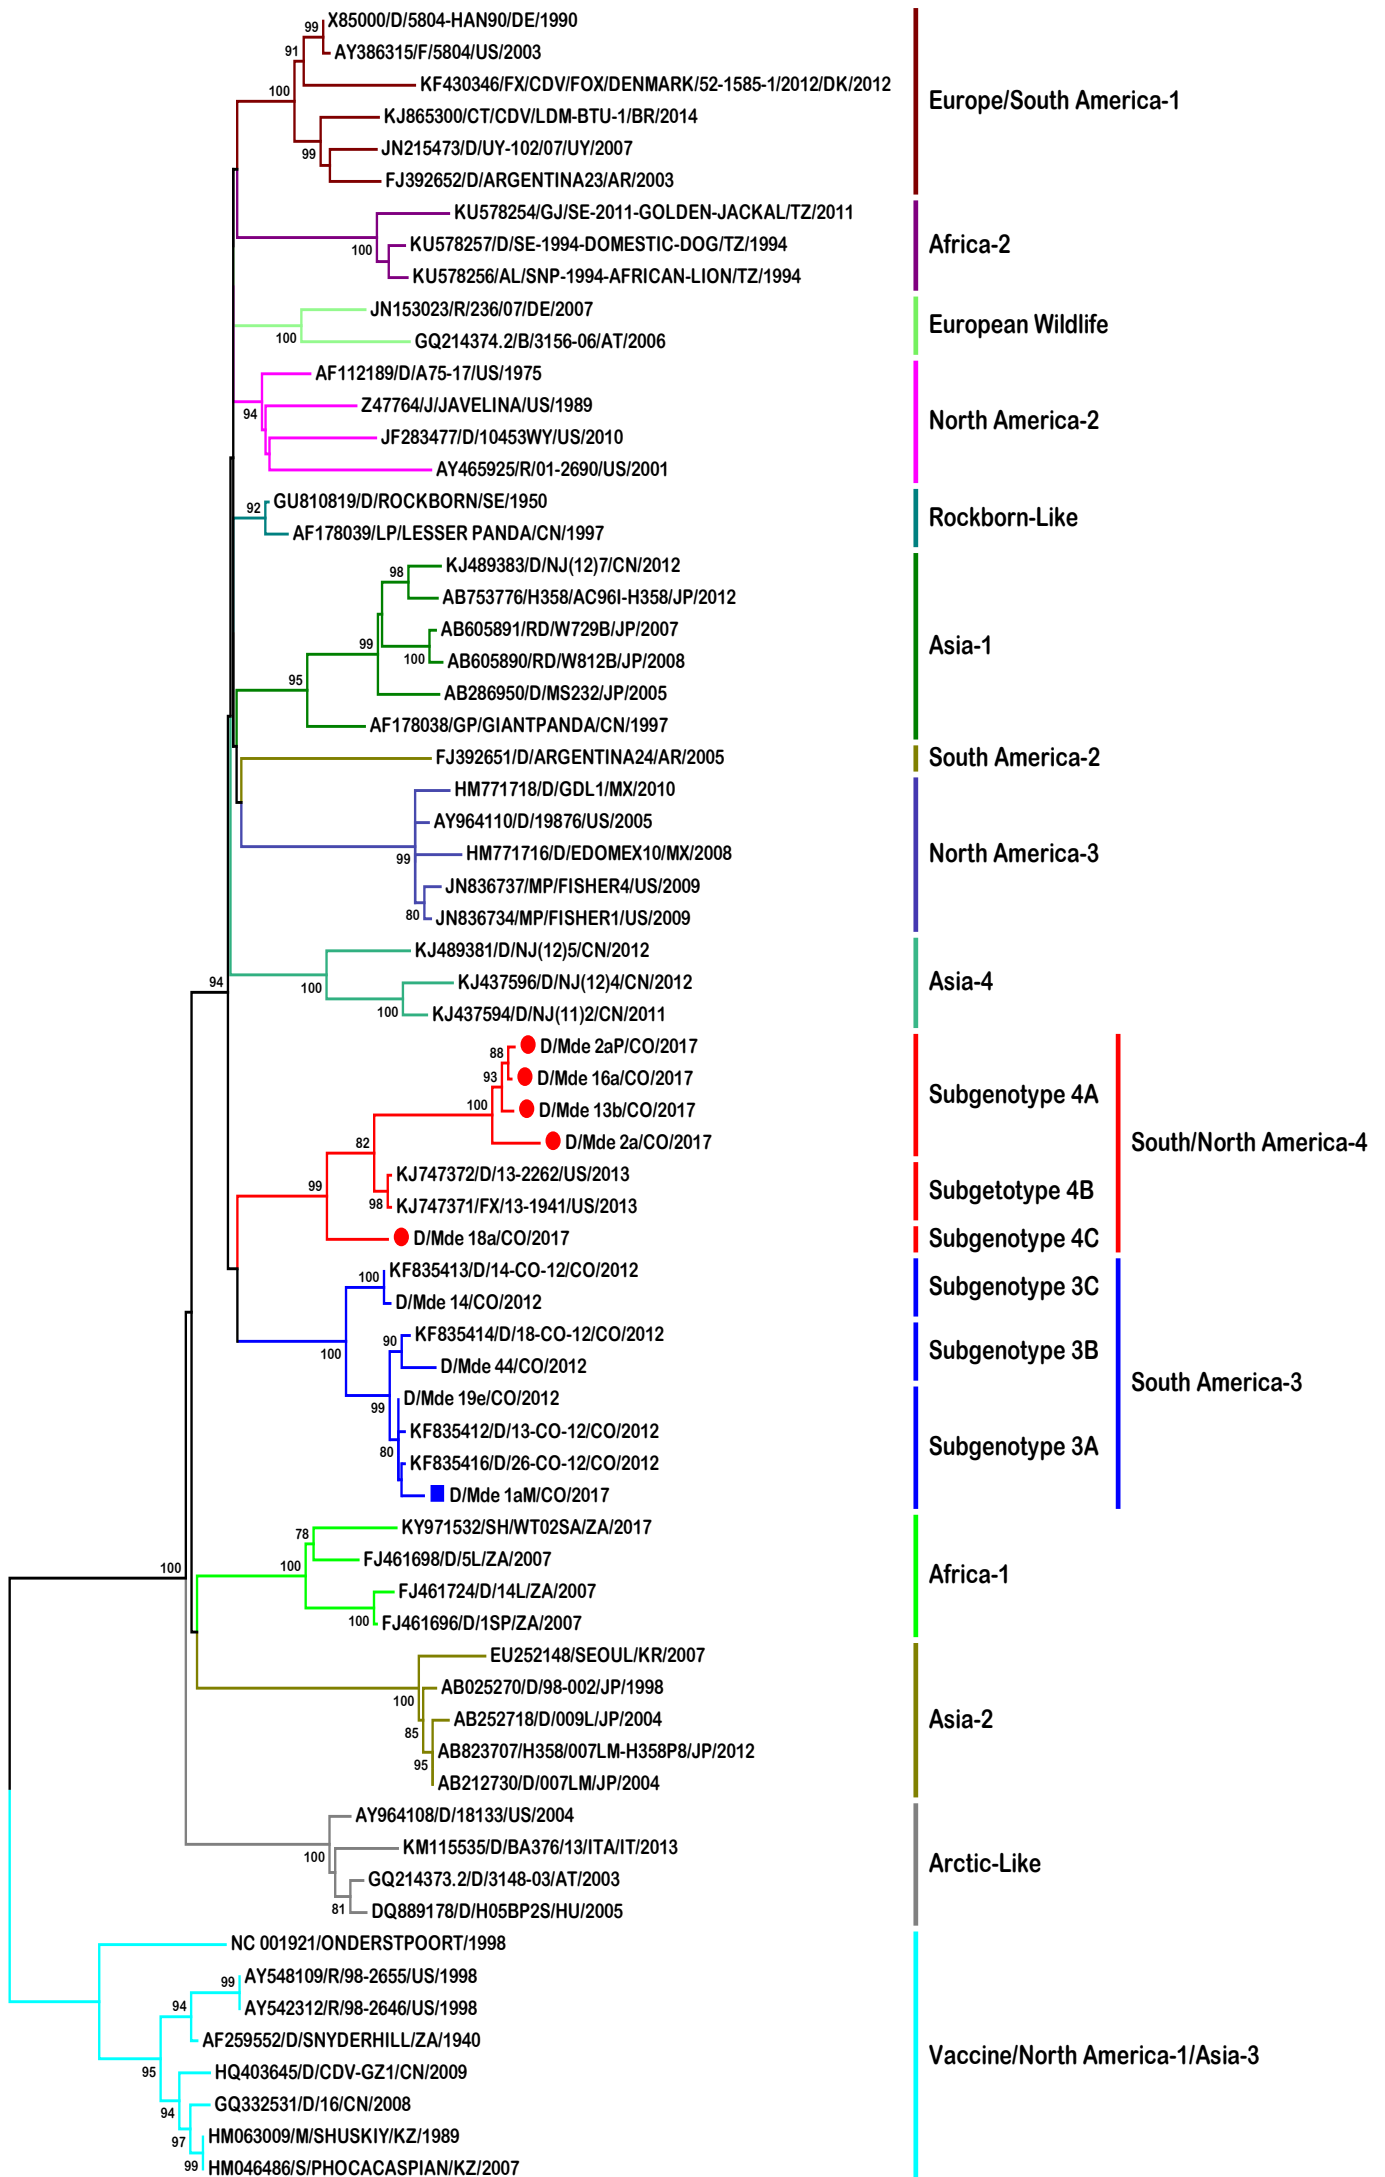 99
X85000/D/5804-HAN90/DE/1990
91
AY386315/F/5804/US/2003
KF430346/FX/CDV/FOX/DENMARK/52-1585-1/2012/DK/2012
100
Europe/South America-1
KJ865300/CT/CDV/LDM-BTU-1/BR/2014
99
JN215473/D/UY-102/07/UY/2007
FJ392652/D/ARGENTINA23/AR/2003
KU578254/GJ/SE-2011-GOLDEN-JACKAL/TZ/2011
100
KU578257/D/SE-1994-DOMESTIC-DOG/TZ/1994
Africa-2
KU578256/AL/SNP-1994-AFRICAN-LION/TZ/1994
JN153023/R/236/07/DE/2007
European Wildlife
100
GQ214374.2/B/3156-06/AT/2006
AF112189/D/A75-17/US/1975
94
Z47764/J/JAVELINA/US/1989
North America-2
JF283477/D/10453WY/US/2010
AY465925/R/01-2690/US/2001
92
GU810819/D/ROCKBORN/SE/1950
Rockborn-Like
AF178039/LP/LESSER PANDA/CN/1997
98
KJ489383/D/NJ(12)7/CN/2012
AB753776/H358/AC96I-H358/JP/2012
99
AB605891/RD/W729B/JP/2007
Asia-1
100
AB605890/RD/W812B/JP/2008
95
AB286950/D/MS232/JP/2005
AF178038/GP/GIANTPANDA/CN/1997
FJ392651/D/ARGENTINA24/AR/2005
South America-2
HM771718/D/GDL1/MX/2010
AY964110/D/19876/US/2005
99
HM771716/D/EDOMEX10/MX/2008
North America-3
JN836737/MP/FISHER4/US/2009
80
JN836734/MP/FISHER1/US/2009
KJ489381/D/NJ(12)5/CN/2012
94
100
KJ437596/D/NJ(12)4/CN/2012
Asia-4
100
KJ437594/D/NJ(11)2/CN/2011
88
D/Mde 2aP/CO/2017
93
D/Mde 16a/CO/2017
Subgenotype 4A
100
D/Mde 13b/CO/2017
82
D/Mde 2a/CO/2017
South/North America-4
KJ747372/D/13-2262/US/2013
Subgetotype 4B
99
98
KJ747371/FX/13-1941/US/2013
D/Mde 18a/CO/2017
Subgenotype 4C
100
KF835413/D/14-CO-12/CO/2012
Subgenotype 3C
D/Mde 14/CO/2012
90
KF835414/D/18-CO-12/CO/2012
Subgenotype 3B
100
D/Mde 44/CO/2012
South America-3
D/Mde 19e/CO/2012
99
KF835412/D/13-CO-12/CO/2012
Subgenotype 3A
80
KF835416/D/26-CO-12/CO/2012
D/Mde 1aM/CO/2017
78
KY971532/SH/WT02SA/ZA/2017
100
FJ461698/D/5L/ZA/2007
100
Africa-1
FJ461724/D/14L/ZA/2007
100
FJ461696/D/1SP/ZA/2007
EU252148/SEOUL/KR/2007
100
AB025270/D/98-002/JP/1998
85
AB252718/D/009L/JP/2004
Asia-2
95
AB823707/H358/007LM-H358P8/JP/2012
AB212730/D/007LM/JP/2004
AY964108/D/18133/US/2004
100
KM115535/D/BA376/13/ITA/IT/2013
Arctic-Like
GQ214373.2/D/3148-03/AT/2003
81
DQ889178/D/H05BP2S/HU/2005
NC 001921/ONDERSTPOORT/1998
99
AY548109/R/98-2655/US/1998
94
AY542312/R/98-2646/US/1998
AF259552/D/SNYDERHILL/ZA/1940
Vaccine/North America-1/Asia-3
95
HQ403645/D/CDV-GZ1/CN/2009
94
GQ332531/D/16/CN/2008
97
HM063009/M/SHUSKIY/KZ/1989
99
HM046486/S/PHOCACASPIAN/KZ/2007